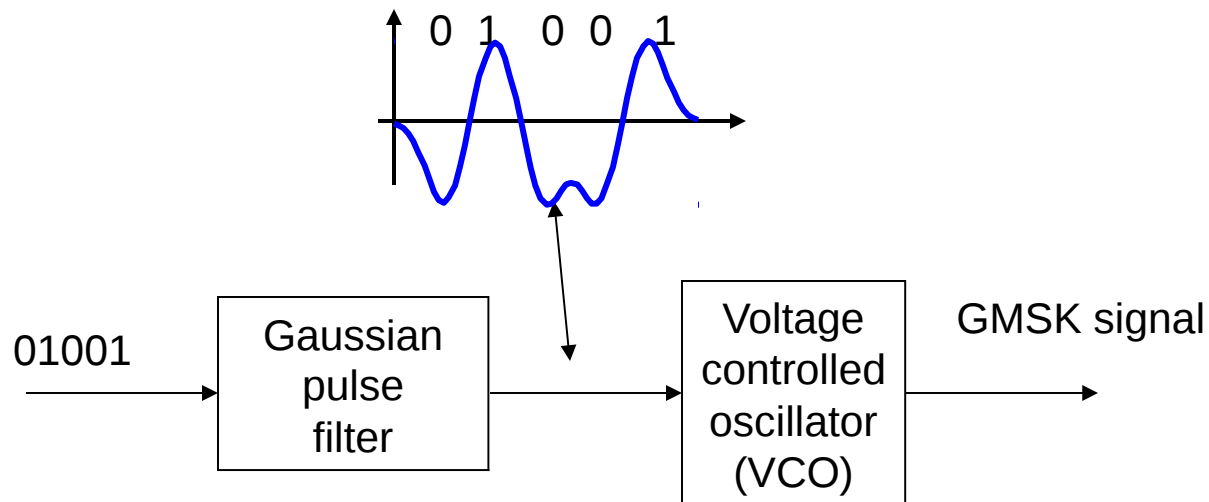 0 1 0 0 1
01001
Gaussian
pulse
filter
Voltage
controlled
oscillator
(VCO)
GMSK signal